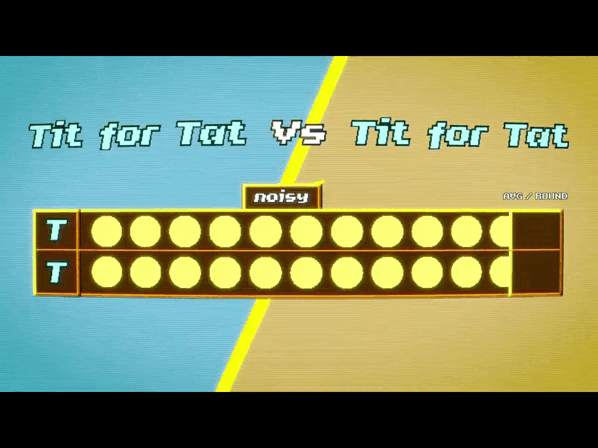 Tit for Tat Vs Tit for Tat
noisy
AVG / ROUND
T
T